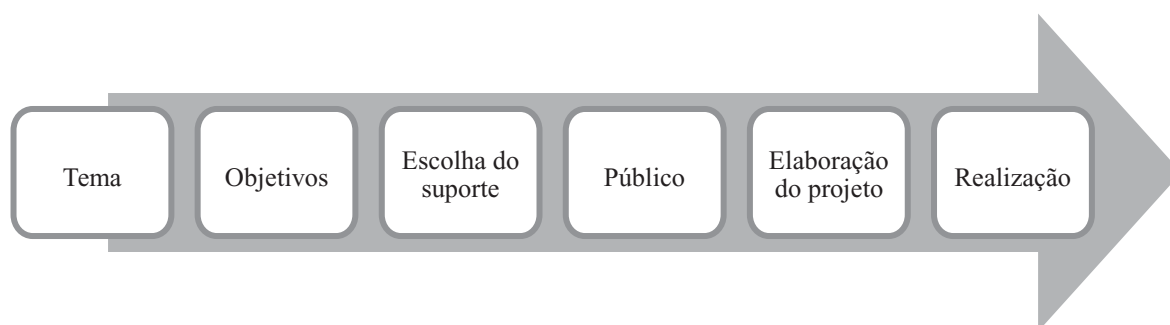 Tema
Objetivos
Escolha do
suporte
Público
Elaboração
do projeto
Realização